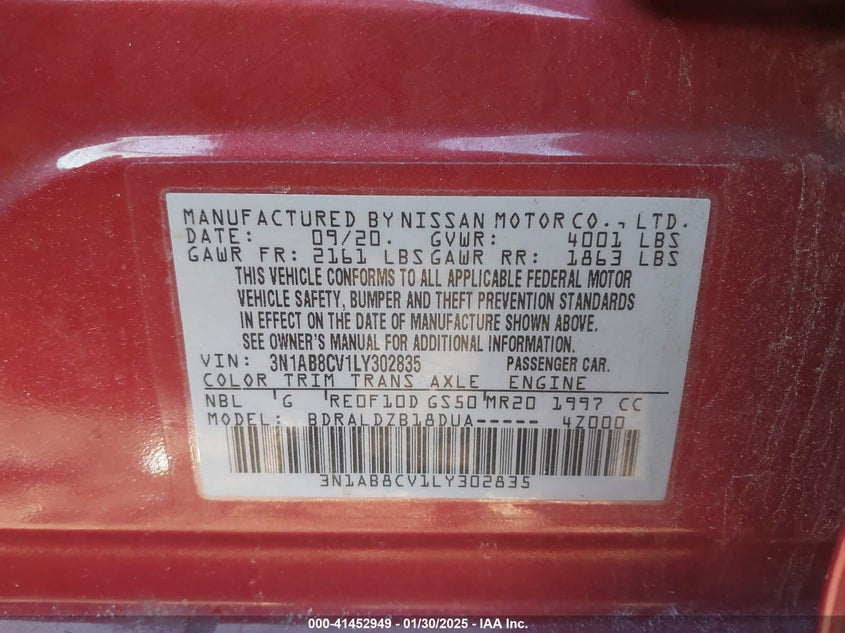 MANUFACTURED BY NISSAN MOTOR CO., LTD.
DATE: 09/20. GVWR: 4001 LBS
GAWR FR: 2161 LBS GAWR RR: 1863 LBS
THIS VEHICLE CONFORMS TO ALL APPLICABLE FEDERAL MOTOR
VEHICLE SAFETY, BUMPER AND THEFT PREVENTION STANDARDS
IN EFFECT ON THE DATE OF MANUFACTURE SHOWN ABOVE.
SEE OWNER'S MANUAL FOR ADDITIONAL INFORMATION.
VIN: 3N1AB8CV1LY302835 PASSENGER CAR.
COLOR TRIM TRANS AXLE ENGINE
NBL 'G RE0F10D GS50 MR20 1997 CC
MODEL: BDRALDZB18DUA----- 4Z000
3N1AB8CV1LY302835
000-41452949 - 01/30/2025 - IAA Inc.